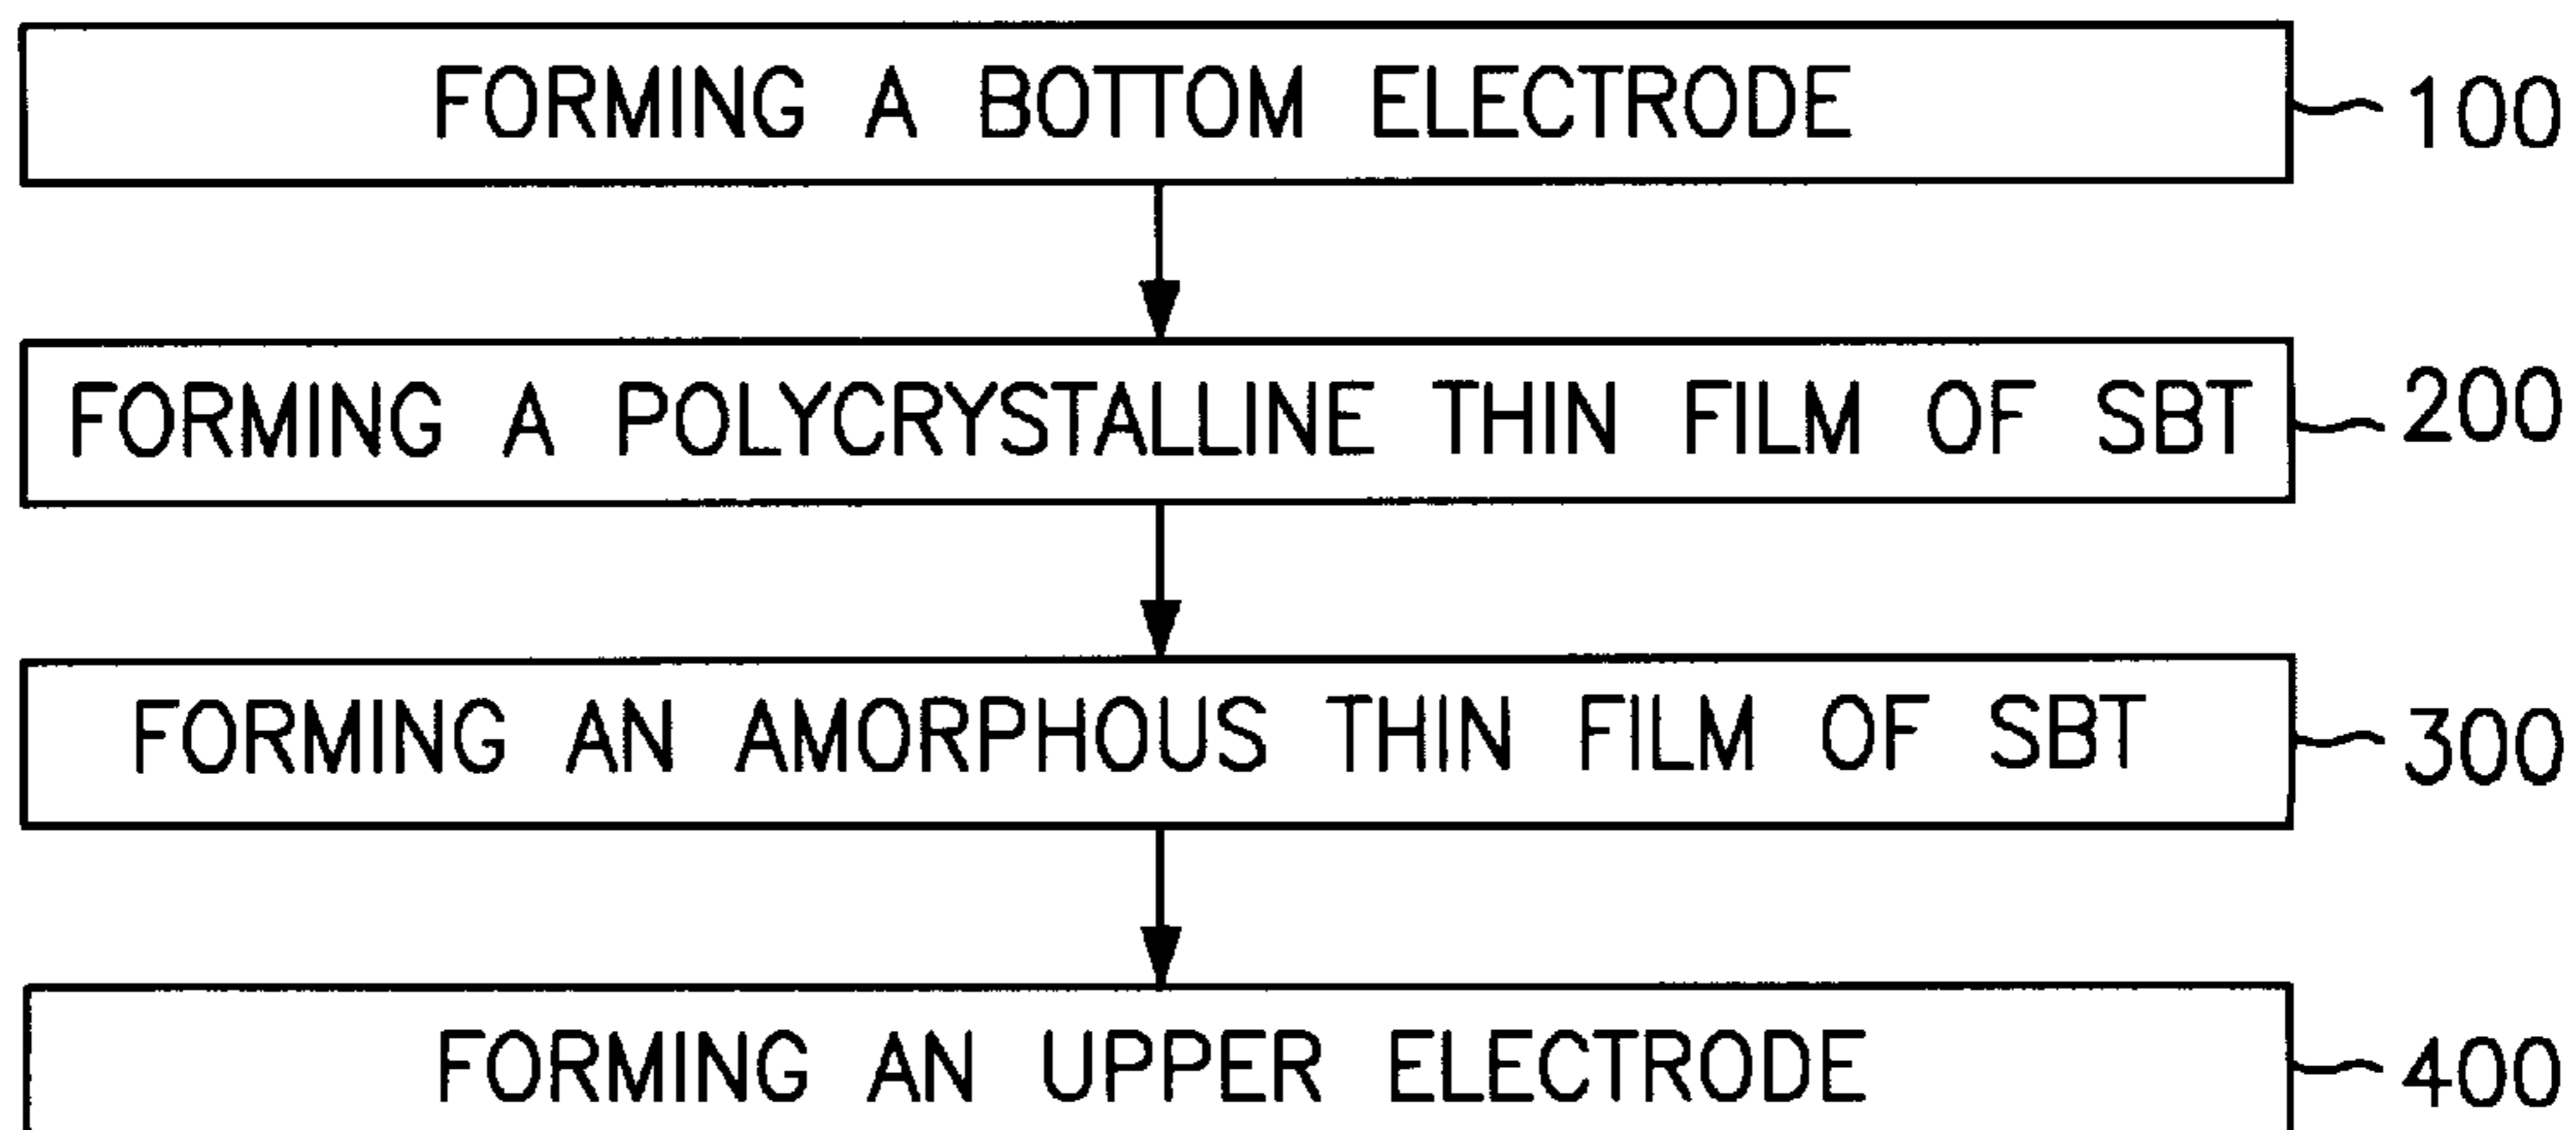 FORMING A BOTTOM ELECTRODE 100
FORMING A POLYCRYSTALLINE THIN FILM OF SBT 200
FORMING AN AMORPHOUS THIN FILM OF SBT 300
FORMING AN UPPER ELECTRODE 400